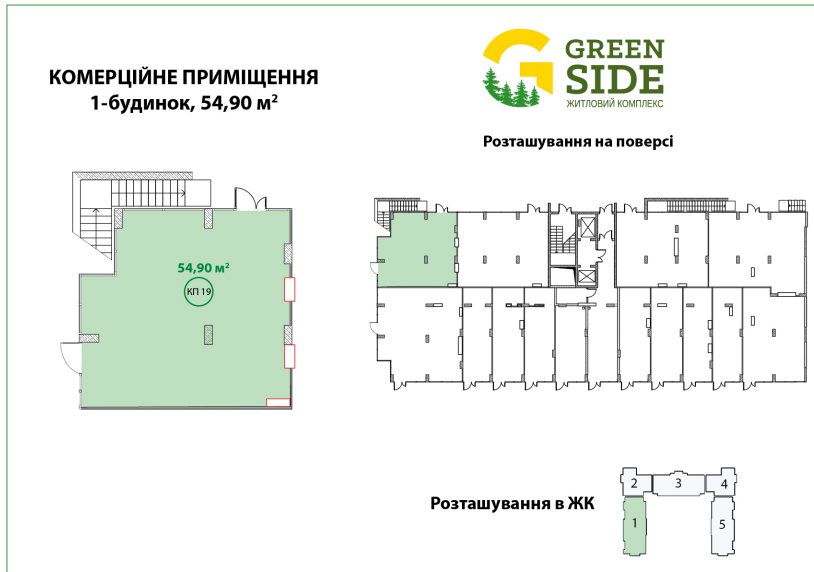 КОМЕРЦІЙНЕ ПРИМІЩЕННЯ
1-будинок, 54,90 м²
GREEN
SIDE
ЖИТЛОВИЙ КОМПЛЕКС
Розташування на поверсі
54,90 м²
КП 19
Розташування в ЖК
2
3
4
1
5